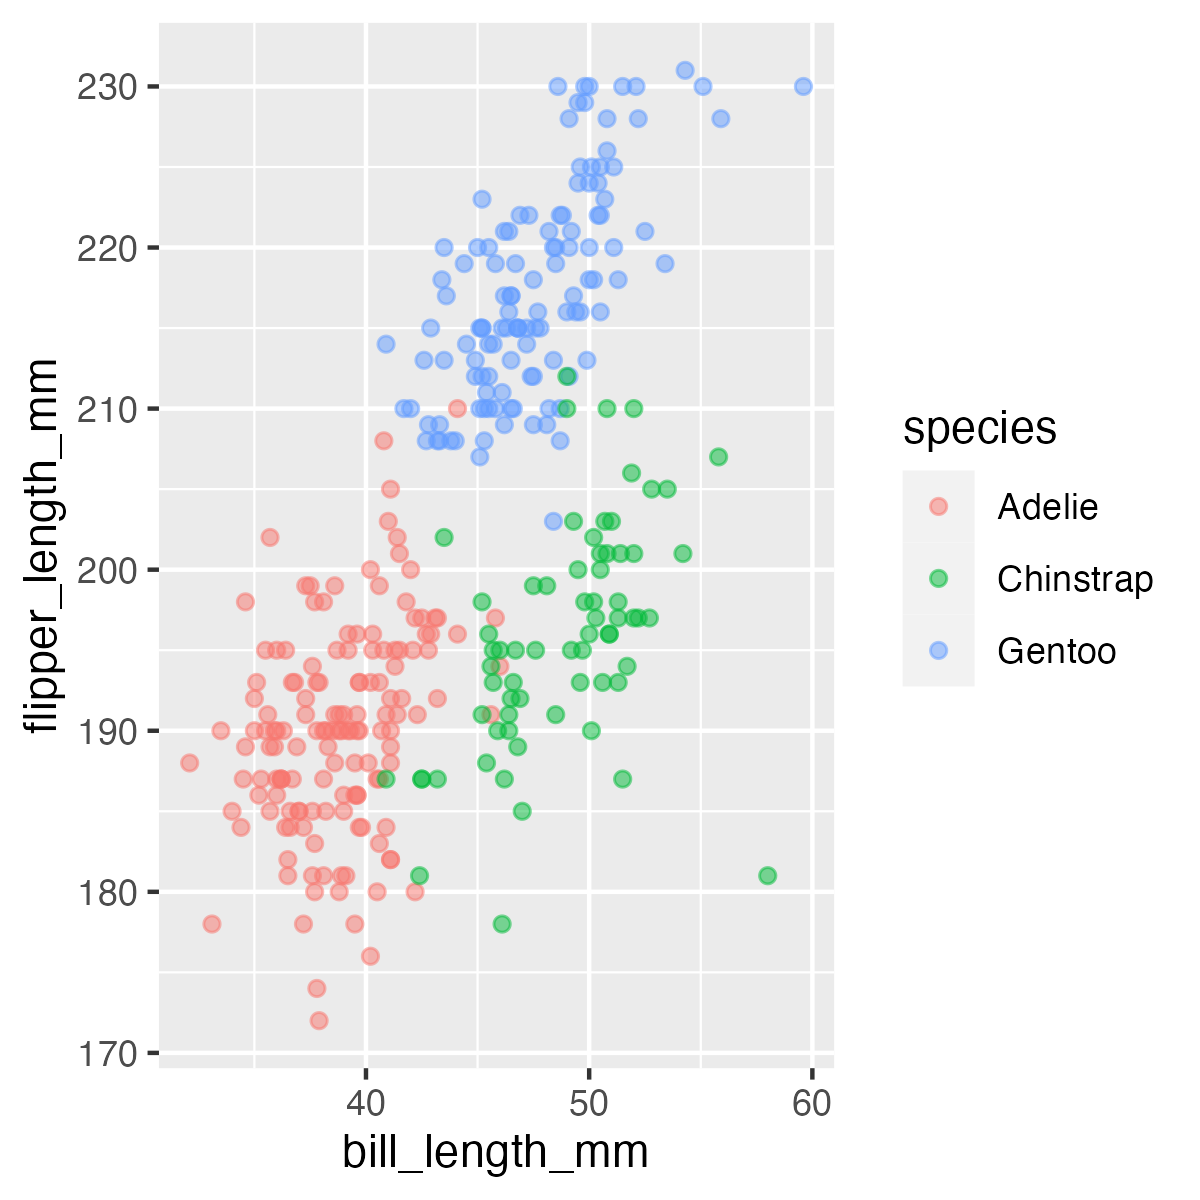 230
220
210
200
190
180
170
40 50 60
bill_length_mm
flipper_length_mm
species
Adelie
Chinstrap
Gentoo